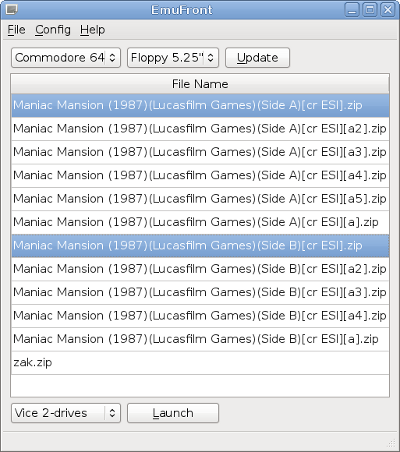 EmuFront
File Config Help
Commodore 64 Floppy 5.25" Update
File Name
Maniac Mansion (1987)(Lucasfilm Games)(Side A)[cr ESI].zip
Maniac Mansion (1987)(Lucasfilm Games)(Side A)[cr ESI][a2].zip
Maniac Mansion (1987)(Lucasfilm Games)(Side A)[cr ESI][a3].zip
Maniac Mansion (1987)(Lucasfilm Games)(Side A)[cr ESI][a4].zip
Maniac Mansion (1987)(Lucasfilm Games)(Side A)[cr ESI][a5].zip
Maniac Mansion (1987)(Lucasfilm Games)(Side A)[cr ESI][a].zip
Maniac Mansion (1987)(Lucasfilm Games)(Side B)[cr ESI].zip
Maniac Mansion (1987)(Lucasfilm Games)(Side B)[cr ESI][a2].zip
Maniac Mansion (1987)(Lucasfilm Games)(Side B)[cr ESI][a3].zip
Maniac Mansion (1987)(Lucasfilm Games)(Side B)[cr ESI][a4].zip
Maniac Mansion (1987)(Lucasfilm Games)(Side B)[cr ESI][a].zip
zak.zip
Vice 2-drives Launch